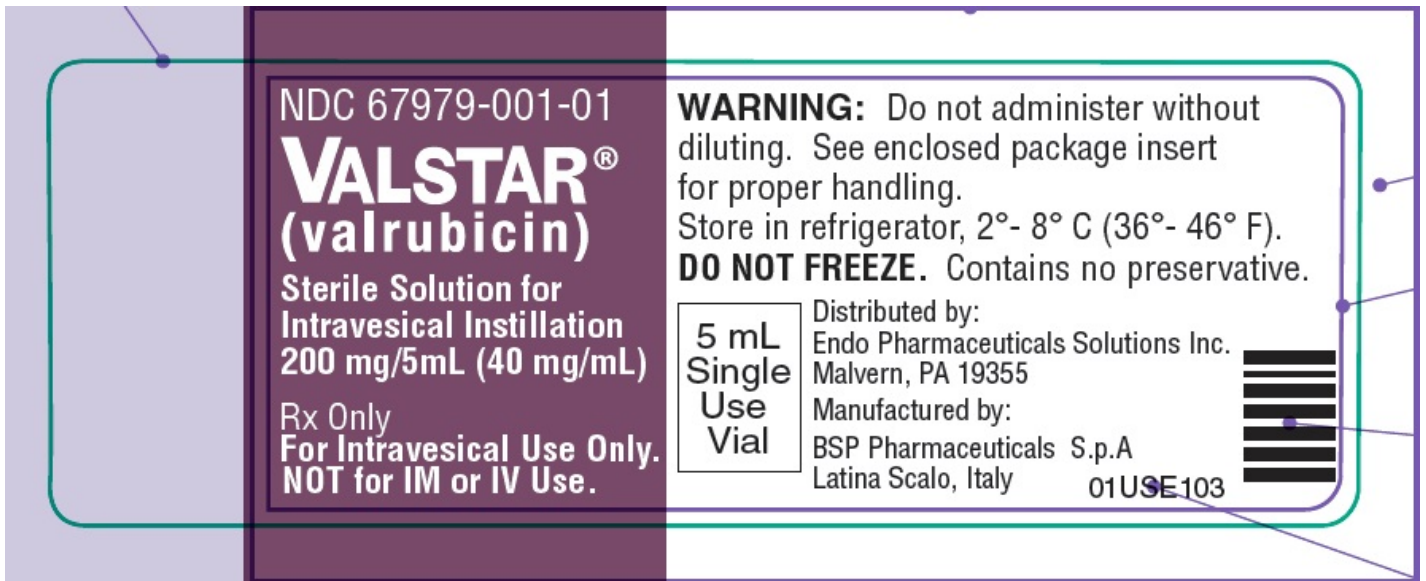 NDC 67979-001-01
VALSTAR®
(valrubicin)
Sterile Solution for
Intravesical Instillation
200 mg/5mL (40 mg/mL)
Rx Only
For Intravesical Use Only.
NOT for IM or IV Use.
WARNING: Do not administer without
diluting. See enclosed package insert
for proper handling.
Store in refrigerator, 2°- 8° C (36°- 46° F).
DO NOT FREEZE. Contains no preservative.
5 mL
Single
Use
Vial
Distributed by:
Endo Pharmaceuticals Solutions Inc.
Malvern, PA 19355
Manufactured by:
BSP Pharmaceuticals S.p.A
Latina Scalo, Italy
01USE103